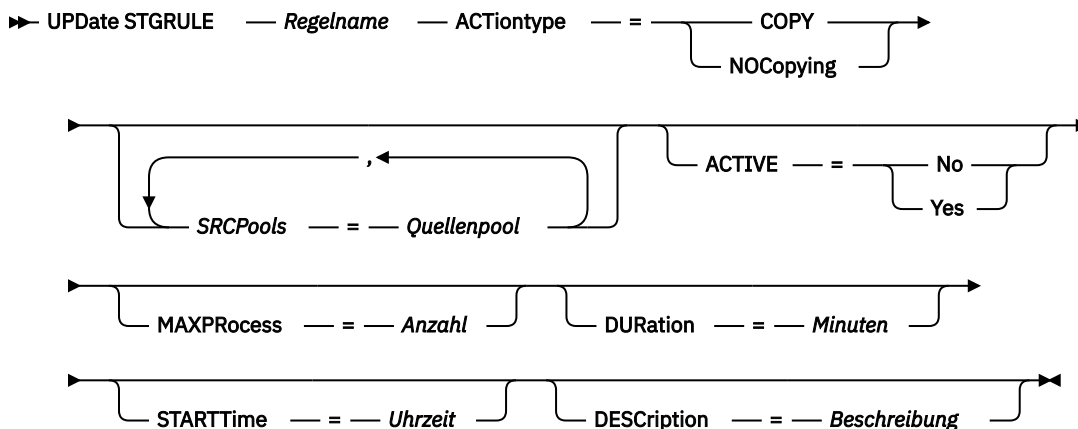 UPDate STGRULE Regelname ACTiontype = COPY
NOCopying
,
SRCPools = Quellenpool
ACTIVE = No
Yes
MAXPRocess = Anzahl DURation = Minuten
STARTTime = Uhrzeit DESCription = Beschreibung